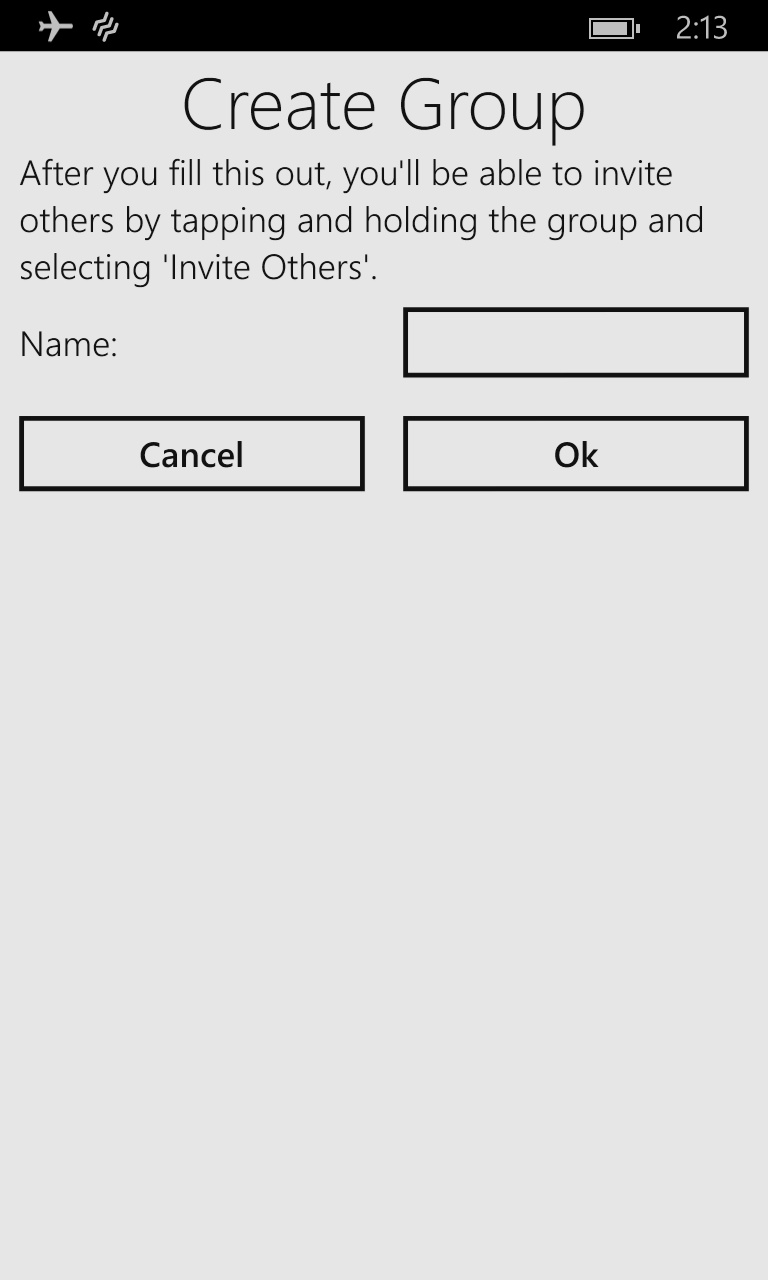 2:13
Create Group
After you fill this out, you'll be able to invite
others by tapping and holding the group and
selecting 'Invite Others'.
Name:
Cancel
Ok